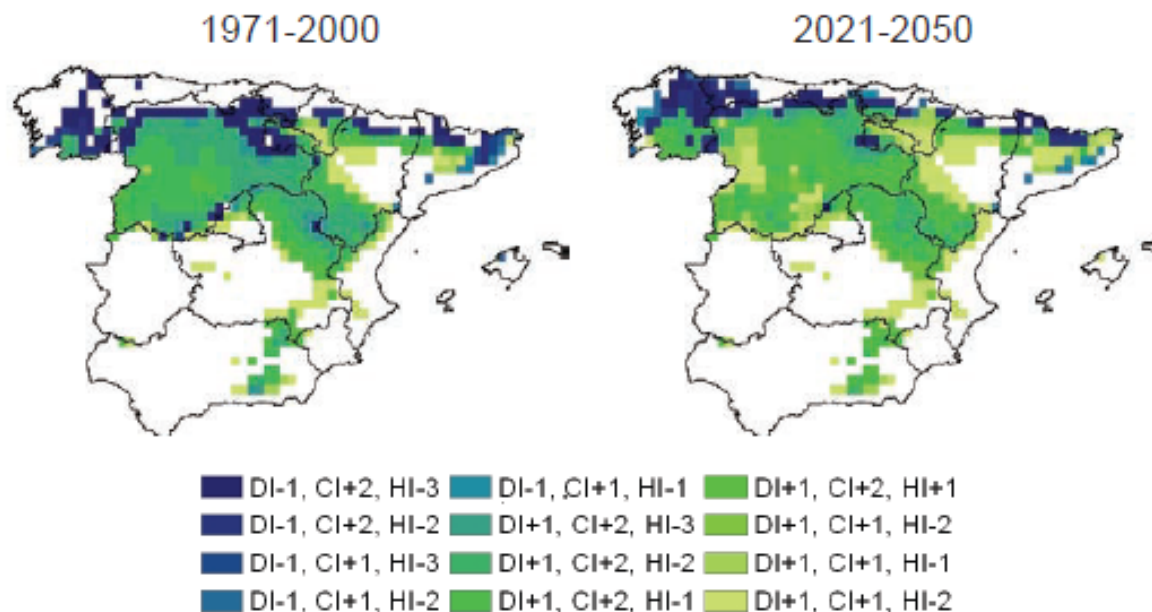 1971-2000 2021-2050
DI-1, CI+2, HI-3 DI-1, CI+1, HI-1 DI+1, CI+2, HI+1
DI-1, CI+2, HI-2 DI+1, CI+2, HI-3 DI+1, CI+1, HI-2
DI-1, CI+1, HI-3 DI+1, CI+2, HI-2 DI+1, CI+1, HI-1
DI-1, CI+1, HI-2 DI+1, CI+2, HI-1 DI+1, CI+1, HI-2